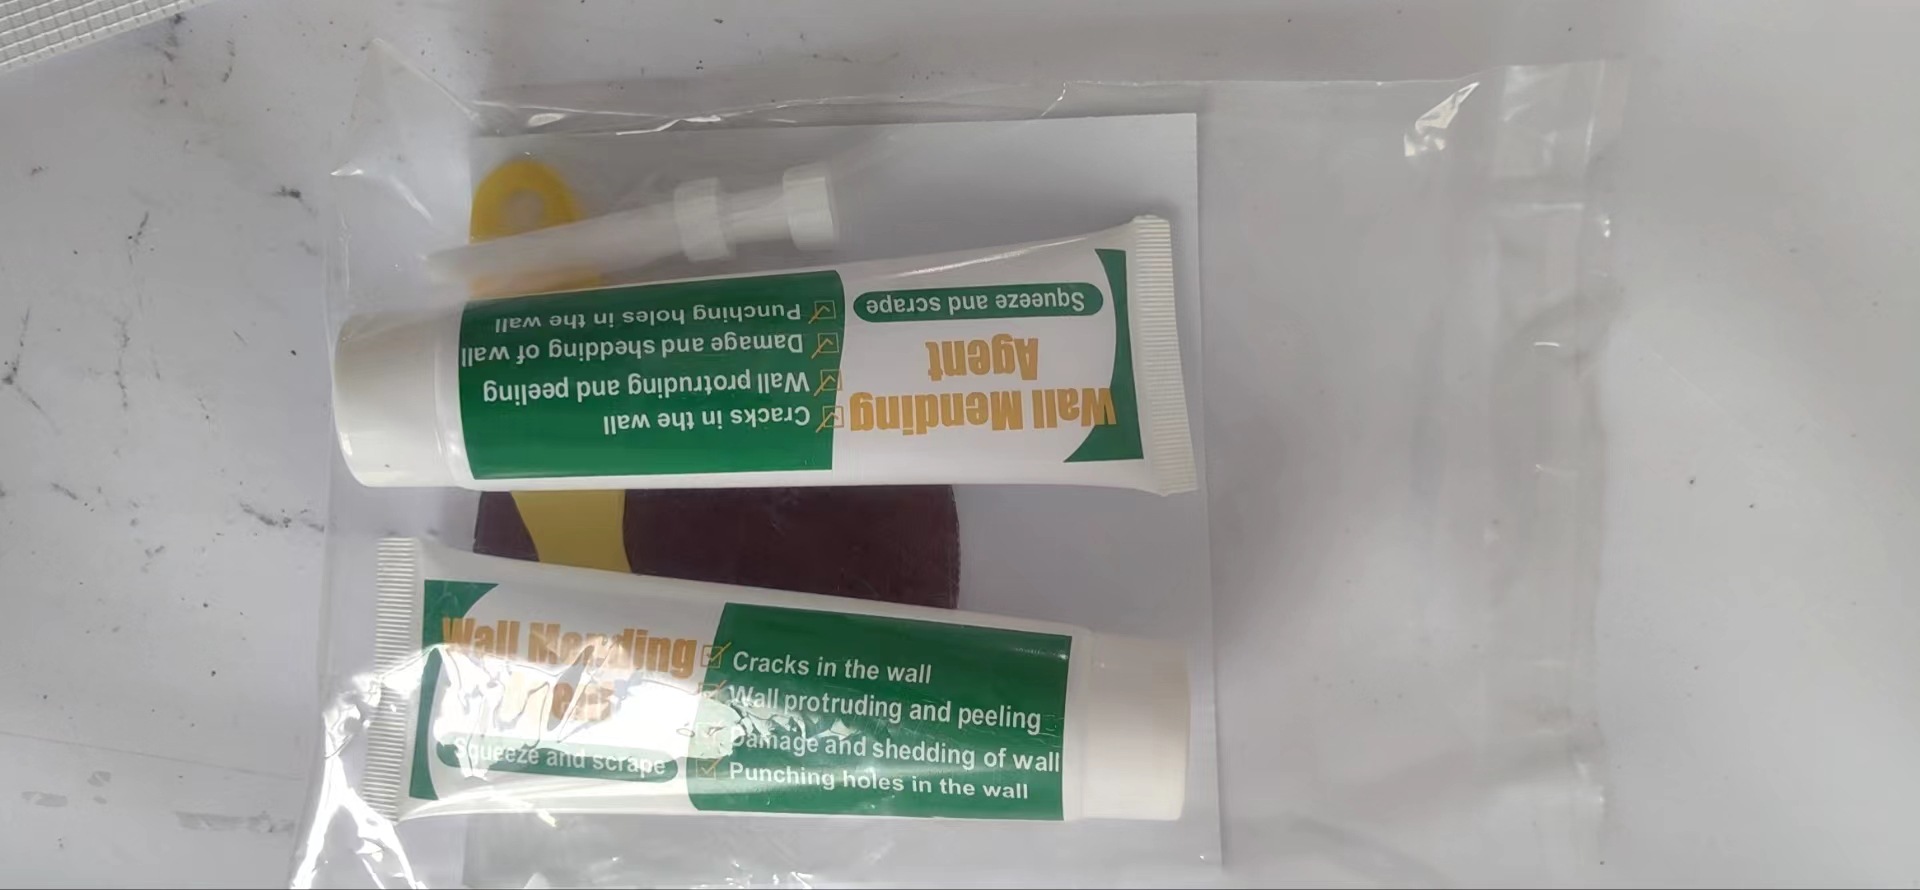 Wall Mending
Agent
Squeeze and scrape
Cracks in the wall
Wall protruding and peeling
Damage and shedding of wall
Punching holes in the wall
Wall Mending
Squeeze and scrape
Cracks in the wall
Wall protruding and peeling
Damage and shedding of wall
Punching holes in the wall